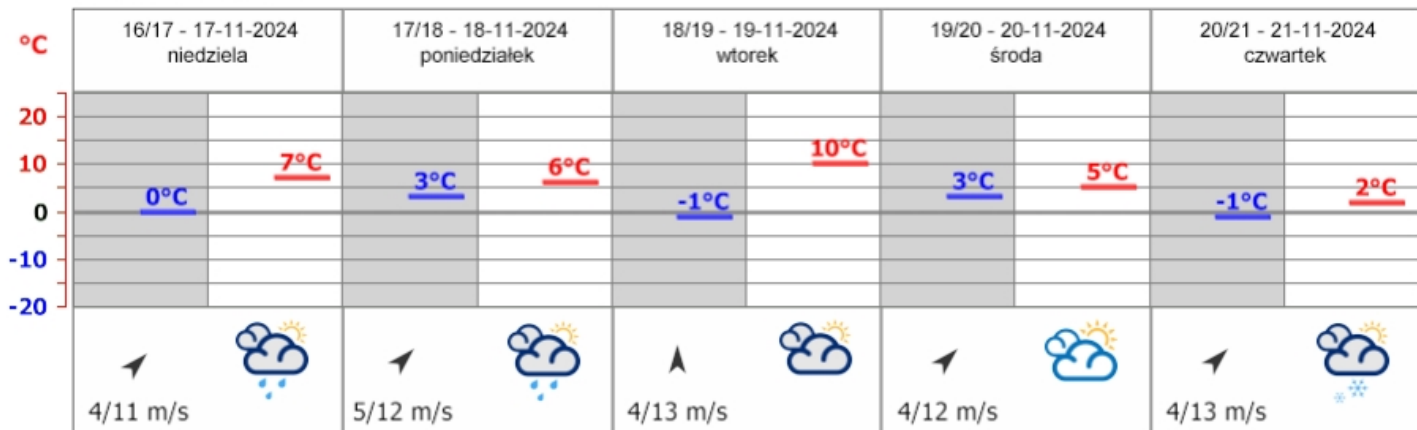 °C
16/17 - 17-11-2024
niedziela
17/18 - 18-11-2024
poniedziałek
18/19 - 19-11-2024
wtorek
19/20 - 20-11-2024
środa
20/21 - 21-11-2024
czwartek
20
10
0
-10
-20
0°C
7°C
3°C
6°C
-1°C
10°C
3°C
5°C
-1°C
2°C
4/11 m/s
5/12 m/s
4/13 m/s
4/12 m/s
4/13 m/s